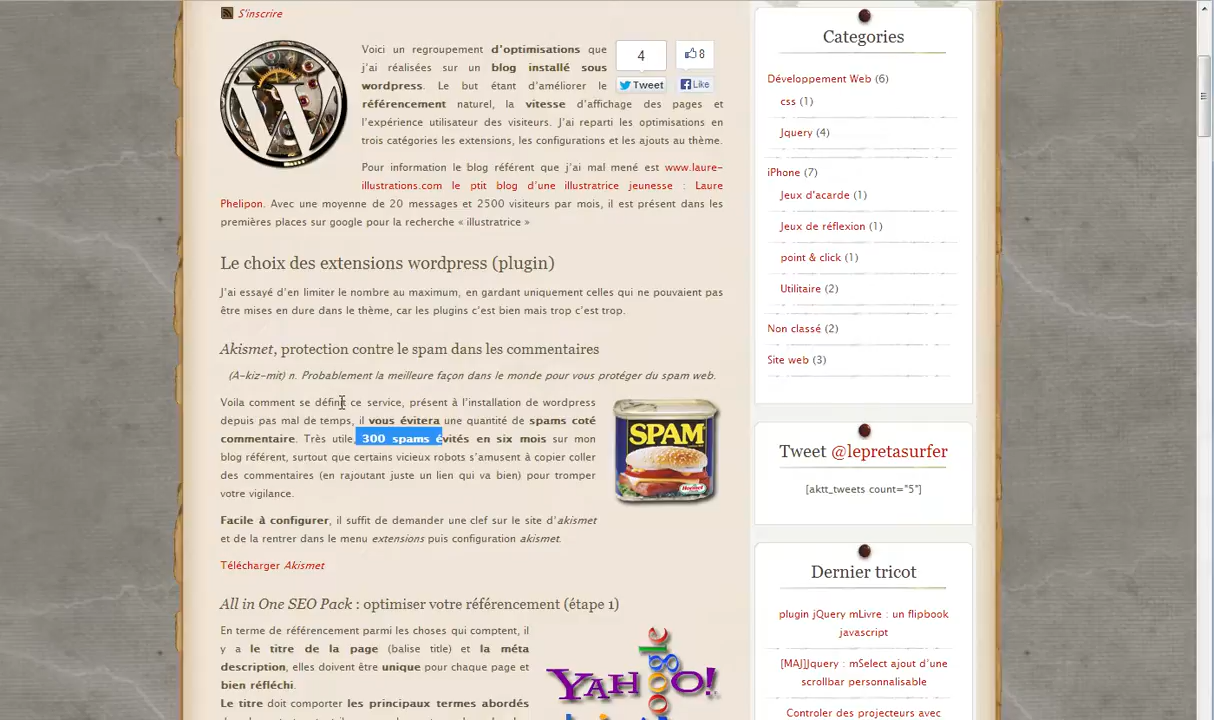 S'inscrire
Voici un regroupement d'optimisations que
j'ai réalisées sur un blog installé sous
wordpress. Le but étant d'améliorer le
référencement naturel, la vitesse d'affichage des pages et
l'expérience utilisateur des visiteurs. J'ai reparti les optimisations en
trois catégories les extensions, les configurations et les ajouts au thème.
4
Tweet
8
Like
Pour information le blog référent que j'ai mal mené est www.laure-
illustrations.com le ptit blog d'une illustratrice jeunesse : Laure
Phelipon. Avec une moyenne de 20 messages et 2500 visiteurs par mois, il est présent dans les
premières places sur google pour la recherche « illustratrice »
Le choix des extensions wordpress (plugin)
J'ai essayé d'en limiter le nombre au maximum, en gardant uniquement celles qui ne pouvaient pas
être mises en dure dans le thème, car les plugins c'est bien mais trop c'est trop.
Akismet, protection contre le spam dans les commentaires
(A-kiz-mit) n. Probablement la meilleure façon dans le monde pour vous protéger du spam web.
Voila comment se définit ce service, présent à l'installation de wordpress
depuis pas mal de temps, il vous évitera une quantité de spams coté
commentaire. Très utile, 300 spams évités en six mois sur mon
blog référent, surtout que certains vicieux robots s'amusent à copier coller
des commentaires (en rajoutant juste un lien qui va bien) pour tromper
votre vigilance.
SPAM
Facile à configurer, il suffit de demander une clef sur le site d'akismet
et de la rentrer dans le menu extensions puis configuration akismet.
Télécharger Akismet
All in One SEO Pack : optimiser votre référencement (étape 1)
En terme de référencement parmi les choses qui comptent, il
y a le titre de la page (balise title) et la méta
description, elles doivent être unique pour chaque page et
bien réfléchi.
Le titre doit comporter les principaux termes abordés
YAHOO!
google
Categories
Développement Web (6)
css (1)
Jquery (4)
iPhone (7)
Jeux d'acarde (1)
Jeux de réflexion (1)
point & click (1)
Utilitaire (2)
Non classé (2)
Site web (3)
Tweet @lepretasurfer
[aktt_tweets count="5"]
Dernier tricot
plugin jQuery mLivre : un flipbook
javascript
[MAJ]Jquery : mSelect ajout d'une
scrollbar personnalisable
Controler des projecteurs avec